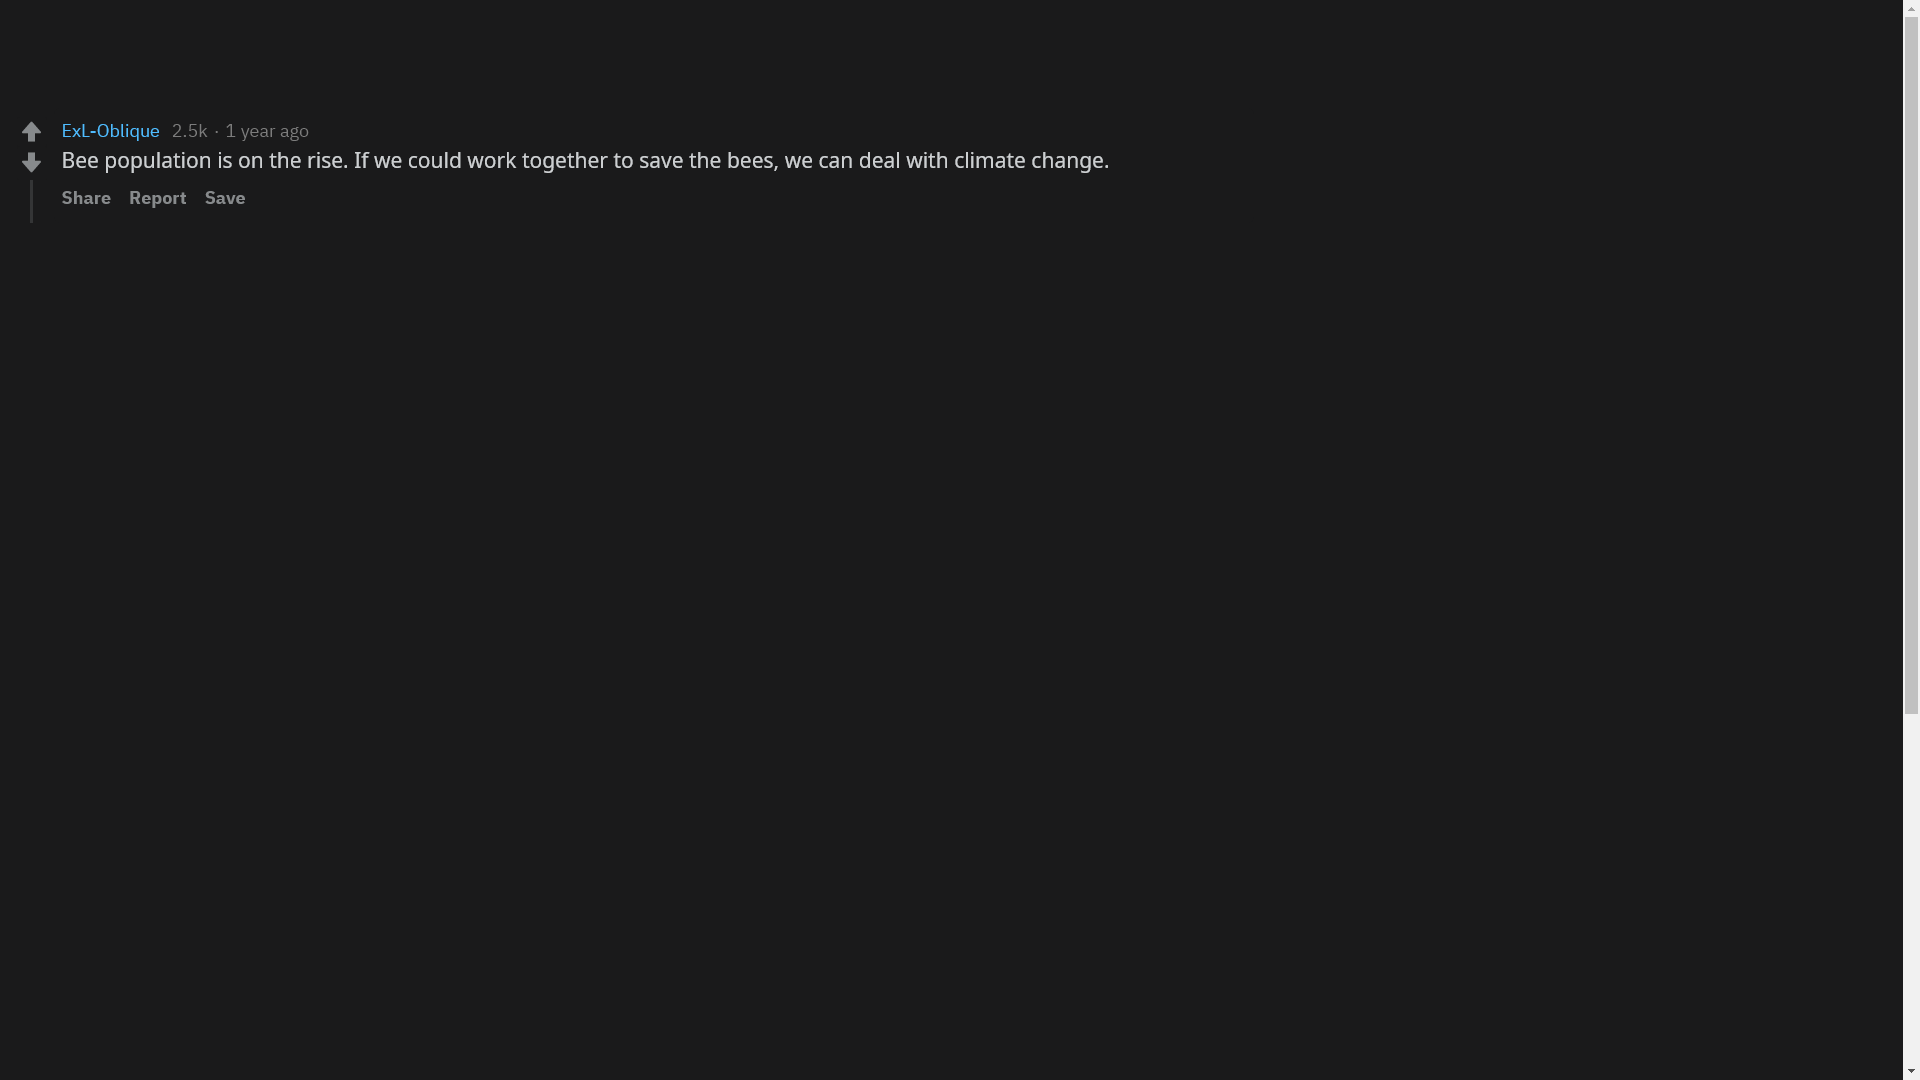 ExL-Oblique 2.5k · 1 year ago
Bee population is on the rise. If we could work together to save the bees, we can deal with climate change.
Share Report Save